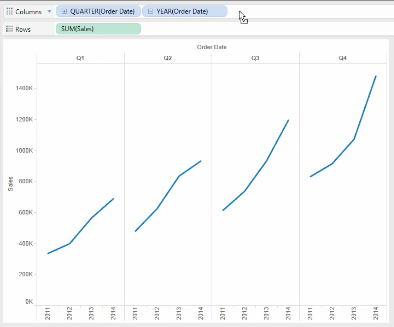 Columns QUARTER(Order Date) YEAR(Order Date)
Rows SUM(Sales)
Order Date
Q1 Q2 Q3 Q4
1400K
1200K
1000K
800K
600K
400K
200K
0K
Sales
2011 2012 2013 2014 2011 2012 2013 2014 2011 2012 2013 2014 2011 2012 2013 2014